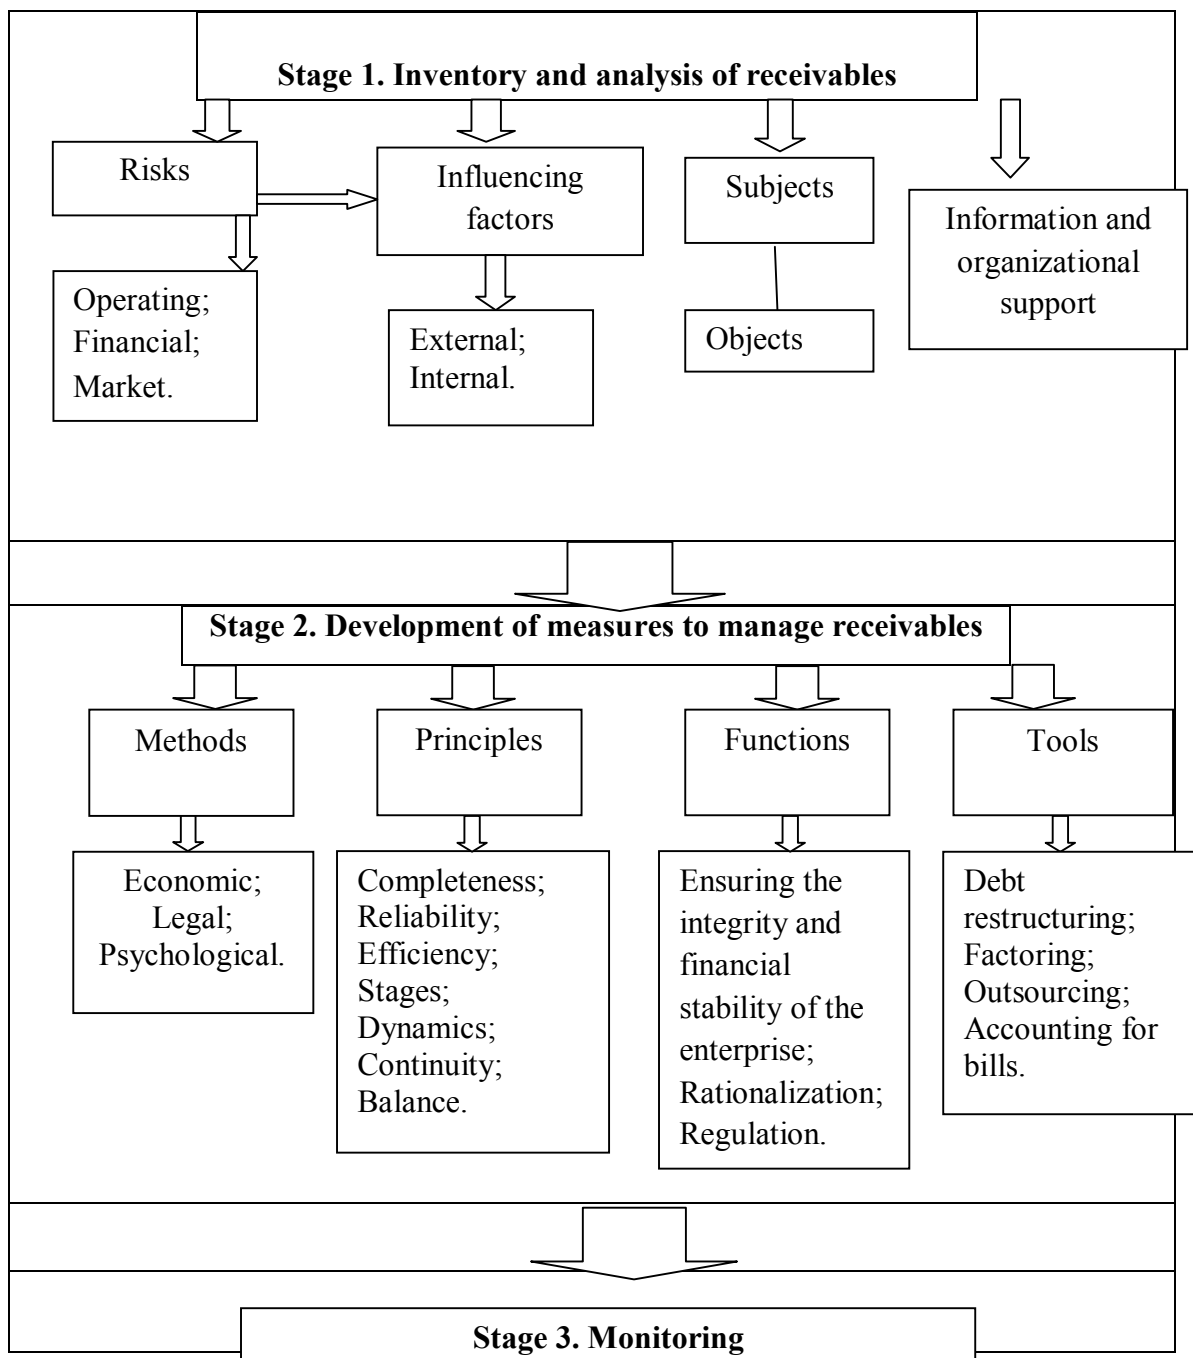 Stage 1. Inventory and analysis of receivables
Risks
Influencing
factors
Subjects
Information and
organizational
support
Operating;
Financial;
Market.
External;
Internal.
Objects
Stage 2. Development of measures to manage receivables
Methods
Principles
Functions
Tools
Economic;
Legal;
Psychological.
Completeness;
Reliability;
Efficiency;
Stages;
Dynamics;
Continuity;
Balance.
Ensuring the
integrity and
financial
stability of the
enterprise;
Rationalization;
Regulation.
Debt
restructuring;
Factoring;
Outsourcing;
Accounting for
bills.
Stage 3. Monitoring